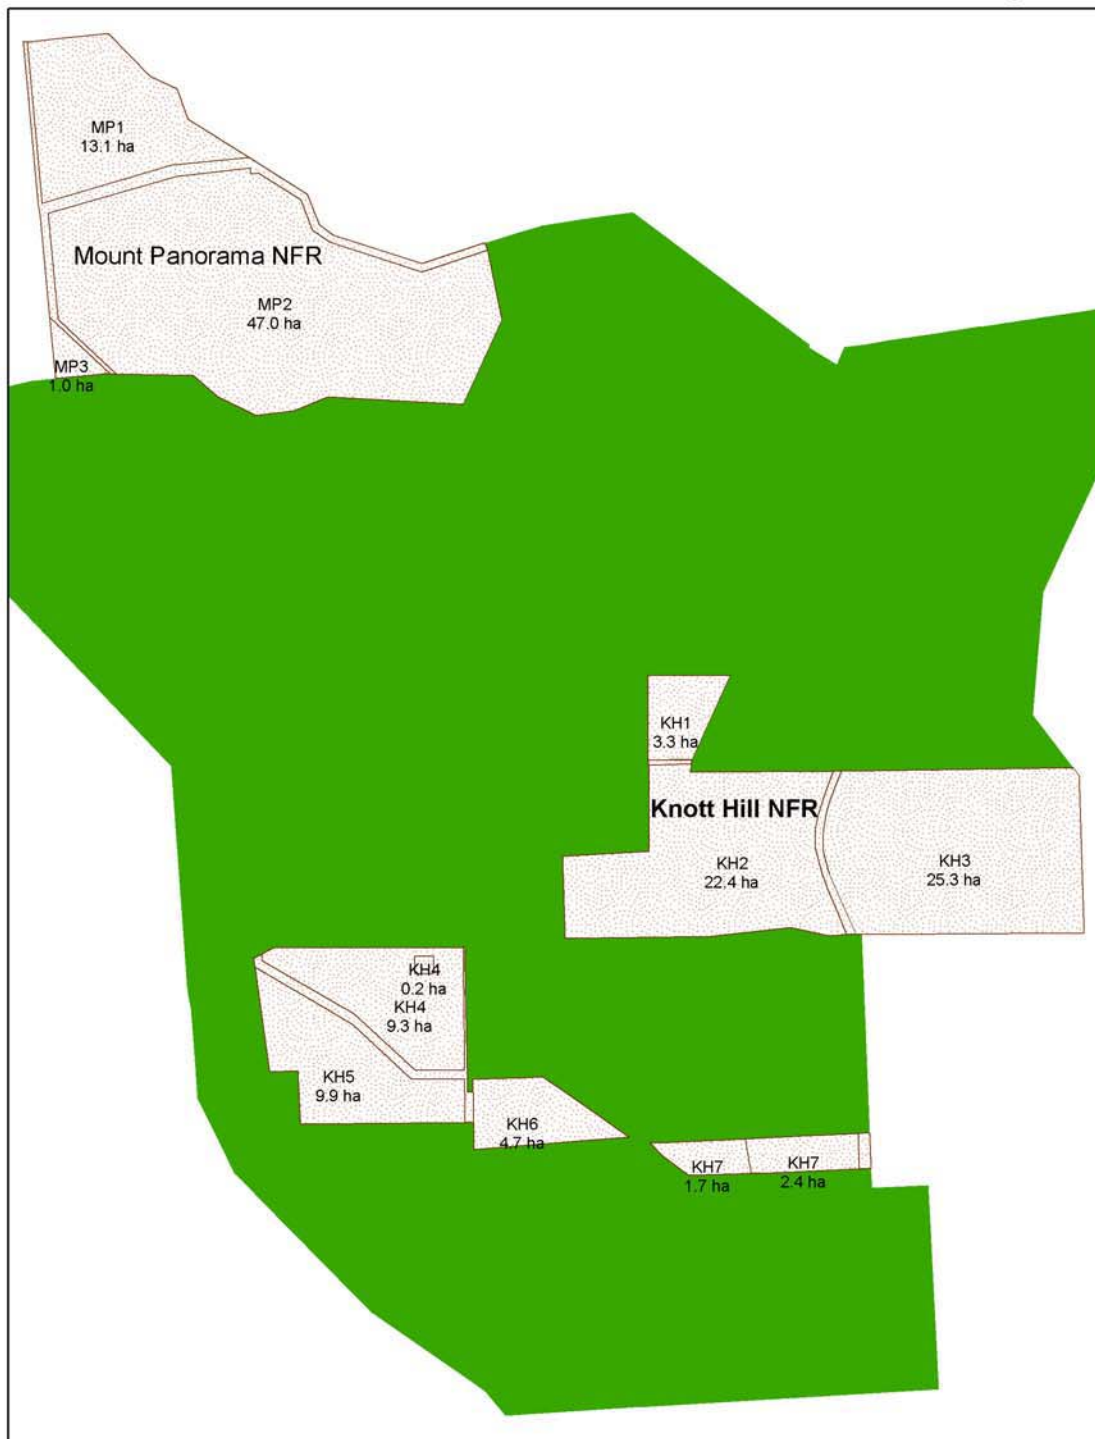 MP1
13.1 ha
Mount Panorama NFR
MP2
47.0 ha
MP3
1.0 ha
KH1
3.3 ha
Knott Hill NFR
KH2
22.4 ha
KH3
25.3 ha
KH4
0.2 ha
KH4
9.3 ha
KH5
9.9 ha
KH6
4.7 ha
KH7
1.7 ha
KH7
2.4 ha